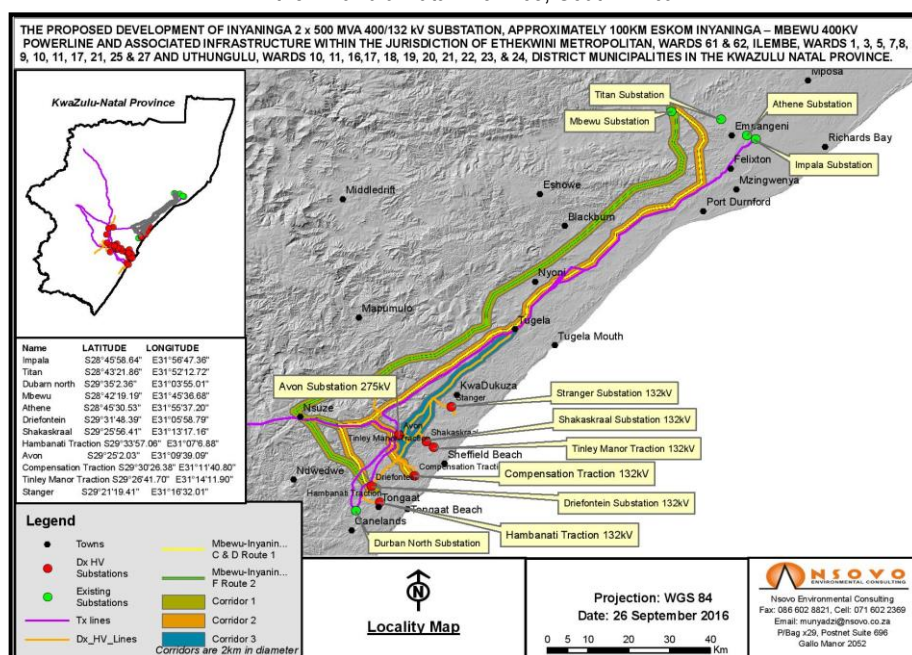 THE PROPOSED DEVELOPMENT OF INYANINGA 2 x 500 MVA 400/132 kV SUBSTATION, APPROXIMATELY 100KM ESKOM INYANINGA – MBEWU 400KV
POWERLINE AND ASSOCIATED INFRASTRUCTURE WITHIN THE JURISDICTION OF ETHEKWINI METROPOLITAN, WARDS 61 & 62, ILEMBE, WARDS 1, 3, 5, 7,8,
9, 10, 11, 17, 21, 25 & 27 AND UTHUNGULU, WARDS 10, 11, 16,17, 18, 19, 20, 21, 22, 23, & 24, DISTRICT MUNICIPALITIES IN THE KWAZULU NATAL PROVINCE.
KwaZulu-Natal Province
Mposa
Titan Substation
Athene Substation
Mbewu Substation
Richards Bay
Impala Substation
Felixton
Mzingwenya
Port Durnford
Middledrift
Eshowe
Blackburn
Nyoni
Mapumulo
Tugela
Tugela Mouth
Name LATITUDE LONGITUDE
Impala S28°45'58.64" E31°56'47.36"
Titan S28°43'21.86" E31°52'12.72"
Dubarn north S29°35'2.36" E31°03'55.01"
Mbewu S28°42'19.19" E31°45'36.68"
Athene S28°45'30.53" E31°55'37.20"
Driefontein S29°31'48.39" E31°05'58.79"
Shakaskraal S29°25'56.41" E31°13'17.16"
Hambanati Traction S29°33'57.06" E31°07'6.88"
Avon S29°25'2.03" E31°09'39.09"
Compensation Traction S29°30'26.38" E31°11'40.80"
Tinley Manor Traction S29°26'41.70" E31°14'11.90"
Stanger S29°21'19.41" E31°16'32.01"
Avon Substation 275kV
KwaDukuza
Stanger
Stranger Substation 132kV
Nsuze
Avon
Shakaskraal
Shakaskraal Substation 132kV
Tinley Manor Traction
Tinley Manor Traction 132kV
Sheffield Beach
Ndwedwe
Compensation Tracti
Compensation Traction 132kV
Driefontein
Driefontein Substation 132kV
Hambanati Traction
Tongaat
Tongaat Beach
Hambanati Traction 132kV
Canelands
Durban North Substation
Legend
Towns
Dx HV
Substations
Existing
Substations
Tx lines
Dx_HV_Lines
Mbewu-Inyanin...
C & D Route 1
Mbewu-Inyanin...
F Route 2
Corridor 1
Corridor 2
Corridor 3
Corridors are 2km in diameter
N
Locality Map
Projection: WGS 84
Date: 26 September 2016
0 5 10 20 30 40
Km
NSOVO
ENVIRONMENTAL CONSULTING
Nsovo Environmental Consulting
Fax: 086 602 8821, Cell: 071 602 2369
Email: munyadzi@nsovo.co.za
P/Bag x29, Postnet Suite 696
Gallo Manor 2052